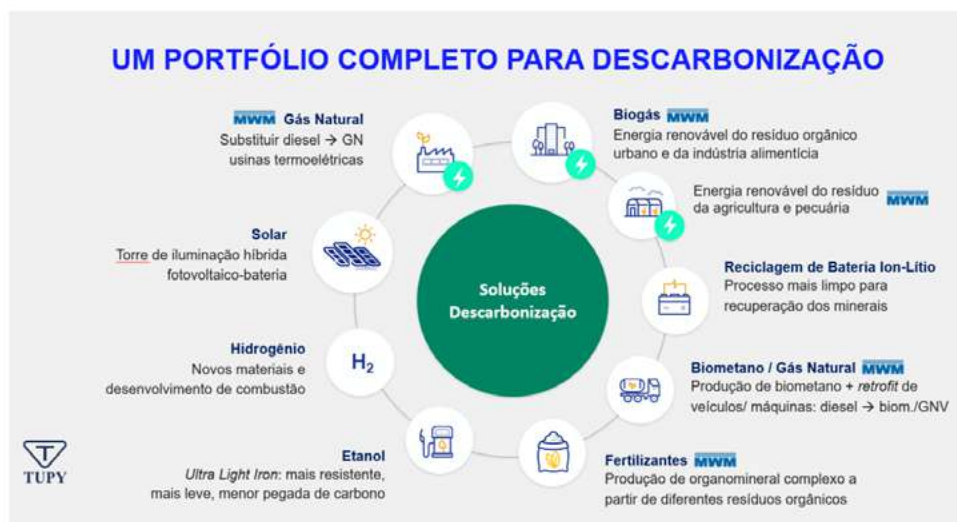 UM PORTFÓLIO COMPLETO PARA DESCARBONIZAÇÃO
MWM Gás Natural
Substituir diesel → GN
usinas termoelétricas
Biogás MWM
Energia renovável do resíduo orgânico
urbano e da indústria alimentícia
Energia renovável do resíduo
da agricultura e pecuária
MWM
Solar
Torre de iluminação híbrida
fotovoltaico-bateria
Soluções
Descarbonização
Reciclagem de Bateria Ion-Lítio
Processo mais limpo para
recuperação dos minerais
Hidrogênio
Novos materiais e
desenvolvimento de combustão
H₂
Biometano / Gás Natural MWM
Produção de biometano + retrofit de
veículos/ máquinas: diesel → biom./GNV
Etanol
Ultra Light Iron: mais resistente,
mais leve, menor pegada de carbono
Fertilizantes MWM
Produção de organomineral complexo a
partir de diferentes resíduos orgânicos
TUPY